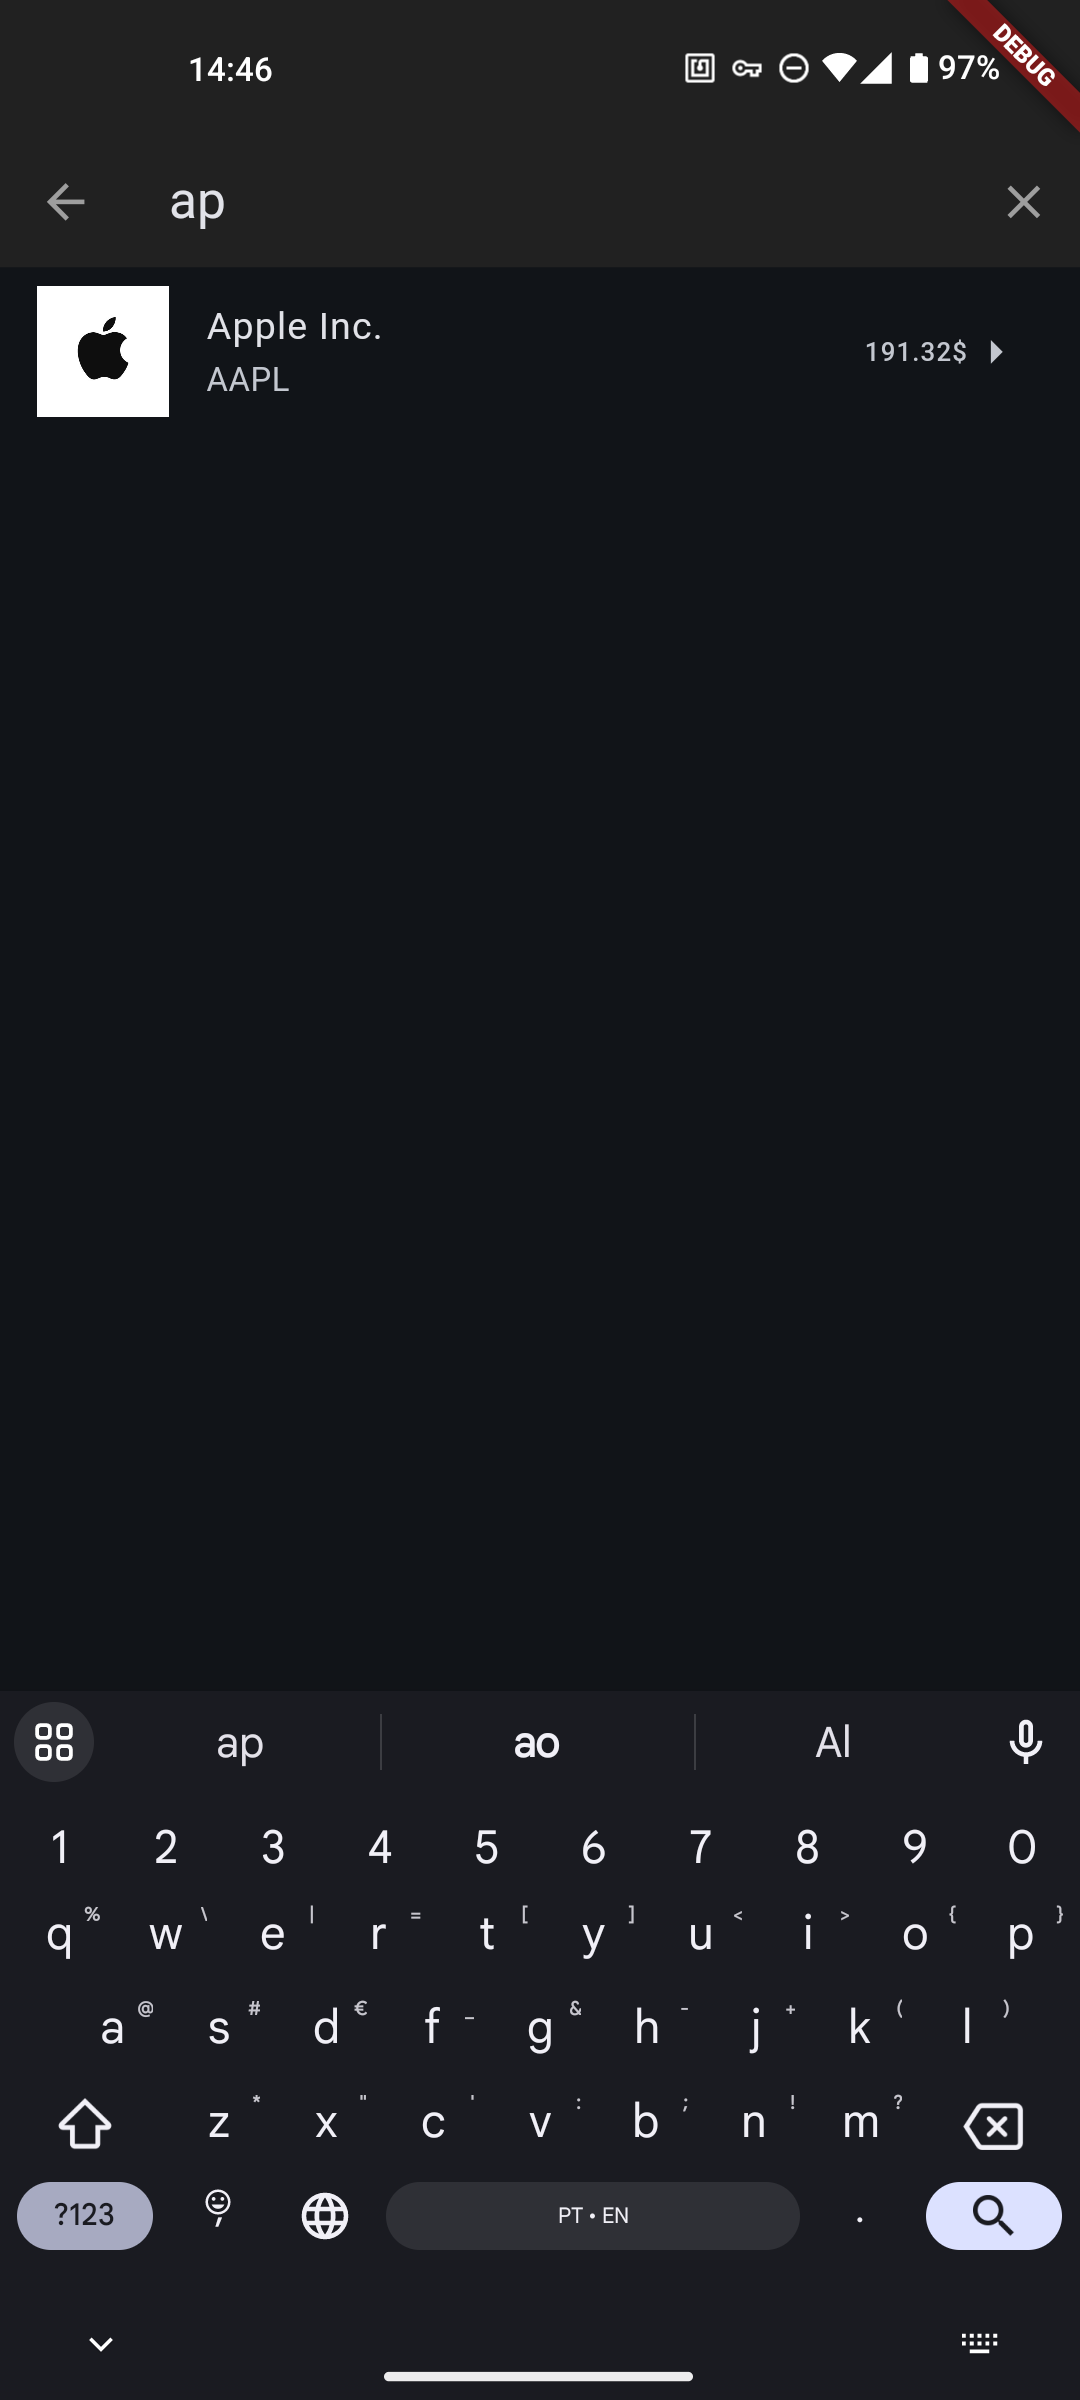 14:46 97%
DEBUG
ap
Apple Inc.
AAPL
191.32$
ap ao Al
1 2 3 4 5 6 7 8 9 0
q % w \ e | r = t [ y ] u < i > o { p }
a @ s # d € f _ g & h - j + k ( l )
z * x " c ' v : b ; n ! m ?
?123 , PT • EN .